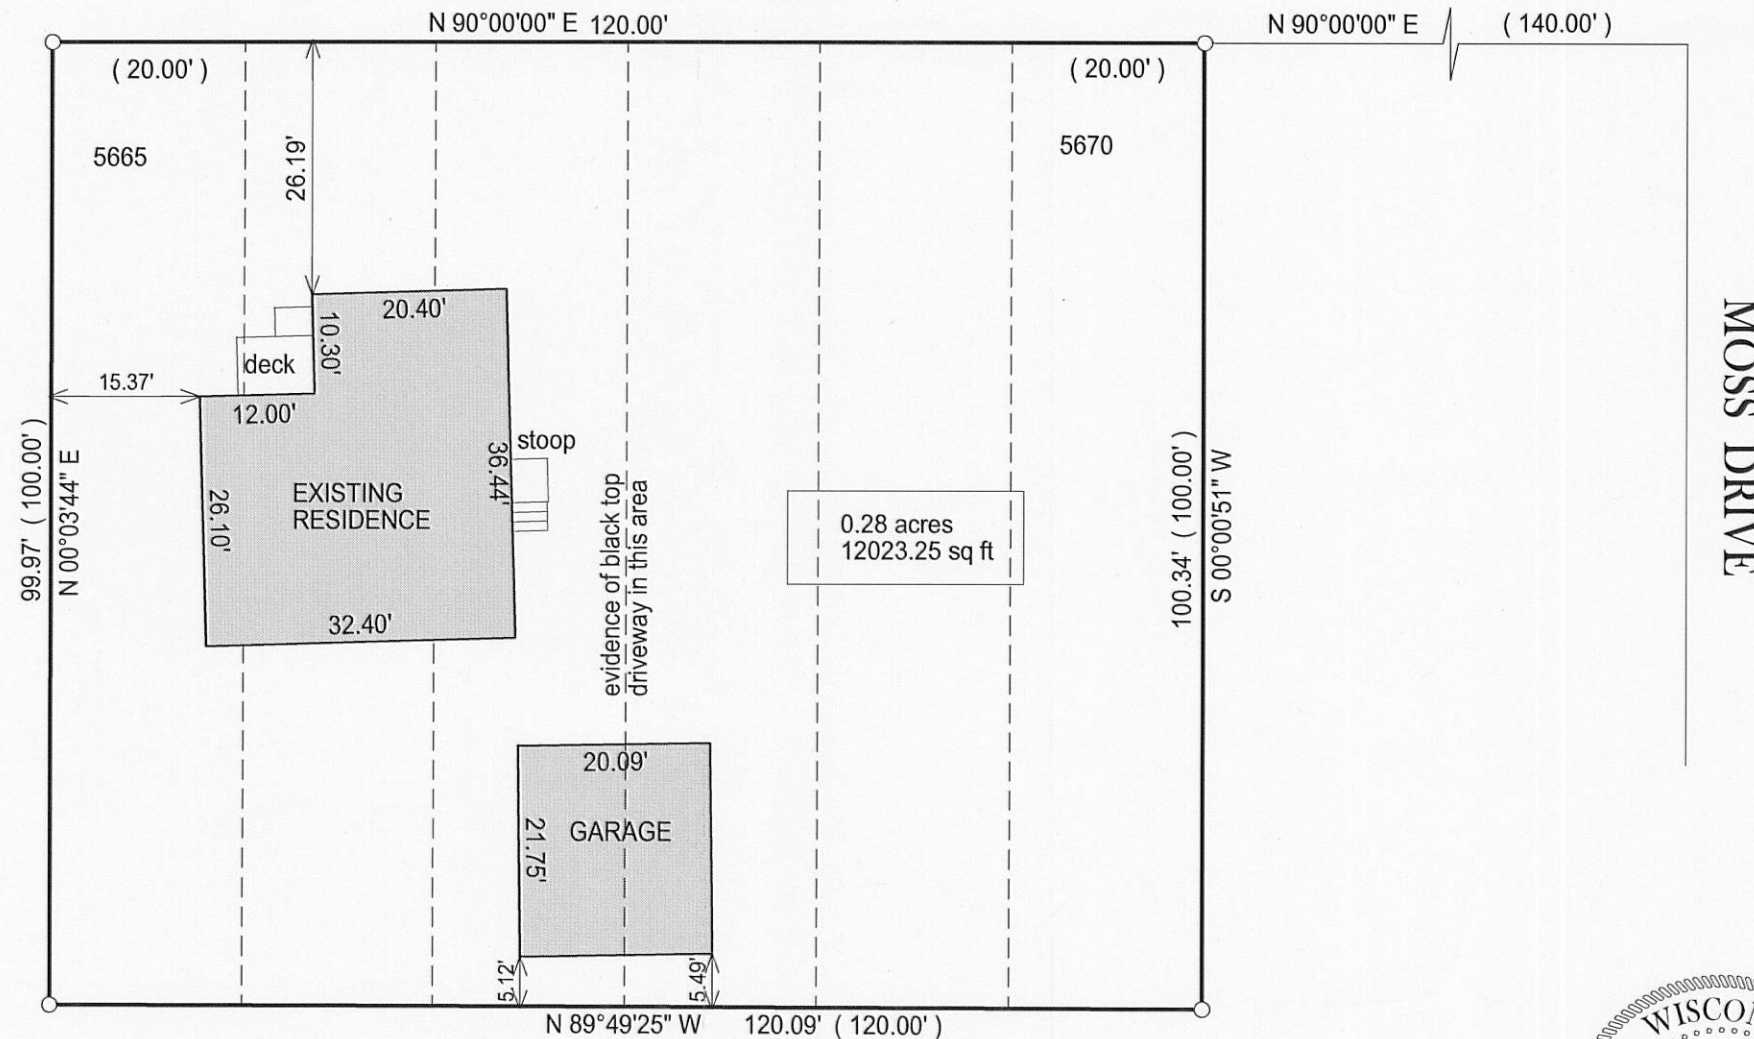 N 90°00'00" E 120.00'
N 90°00'00" E
( 140.00' )
( 20.00' )
( 20.00' )
5665
5670
26.19'
20.40'
10.30'
deck
15.37'
12.00'
stoop
36.44'
EXISTING
RESIDENCE
26.10'
32.40'
99.97' ( 100.00' )
N 00°03'44" E
evidence of black top
driveway in this area
0.28 acres
12023.25 sq ft
100.34' ( 100.00' )
S 00°00'51" W
MOSS DRIVE
20.09'
GARAGE
21.75'
5.12'
5.49'
N 89°49'25" W 120.09' ( 120.00' )